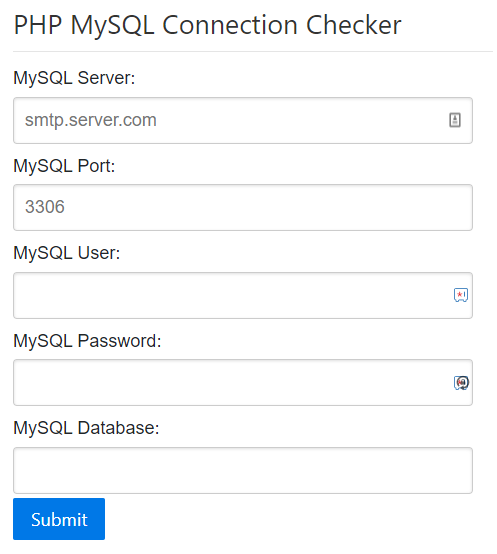 PHP MySQL Connection Checker
MySQL Server:
smtp.server.com
MySQL Port:
3306
MySQL User:
MySQL Password:
MySQL Database:
Submit